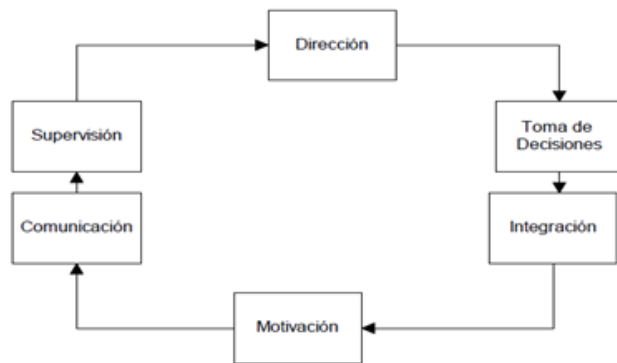 Dirección
Toma de
Decisiones
Integración
Motivación
Comunicación
Supervisión